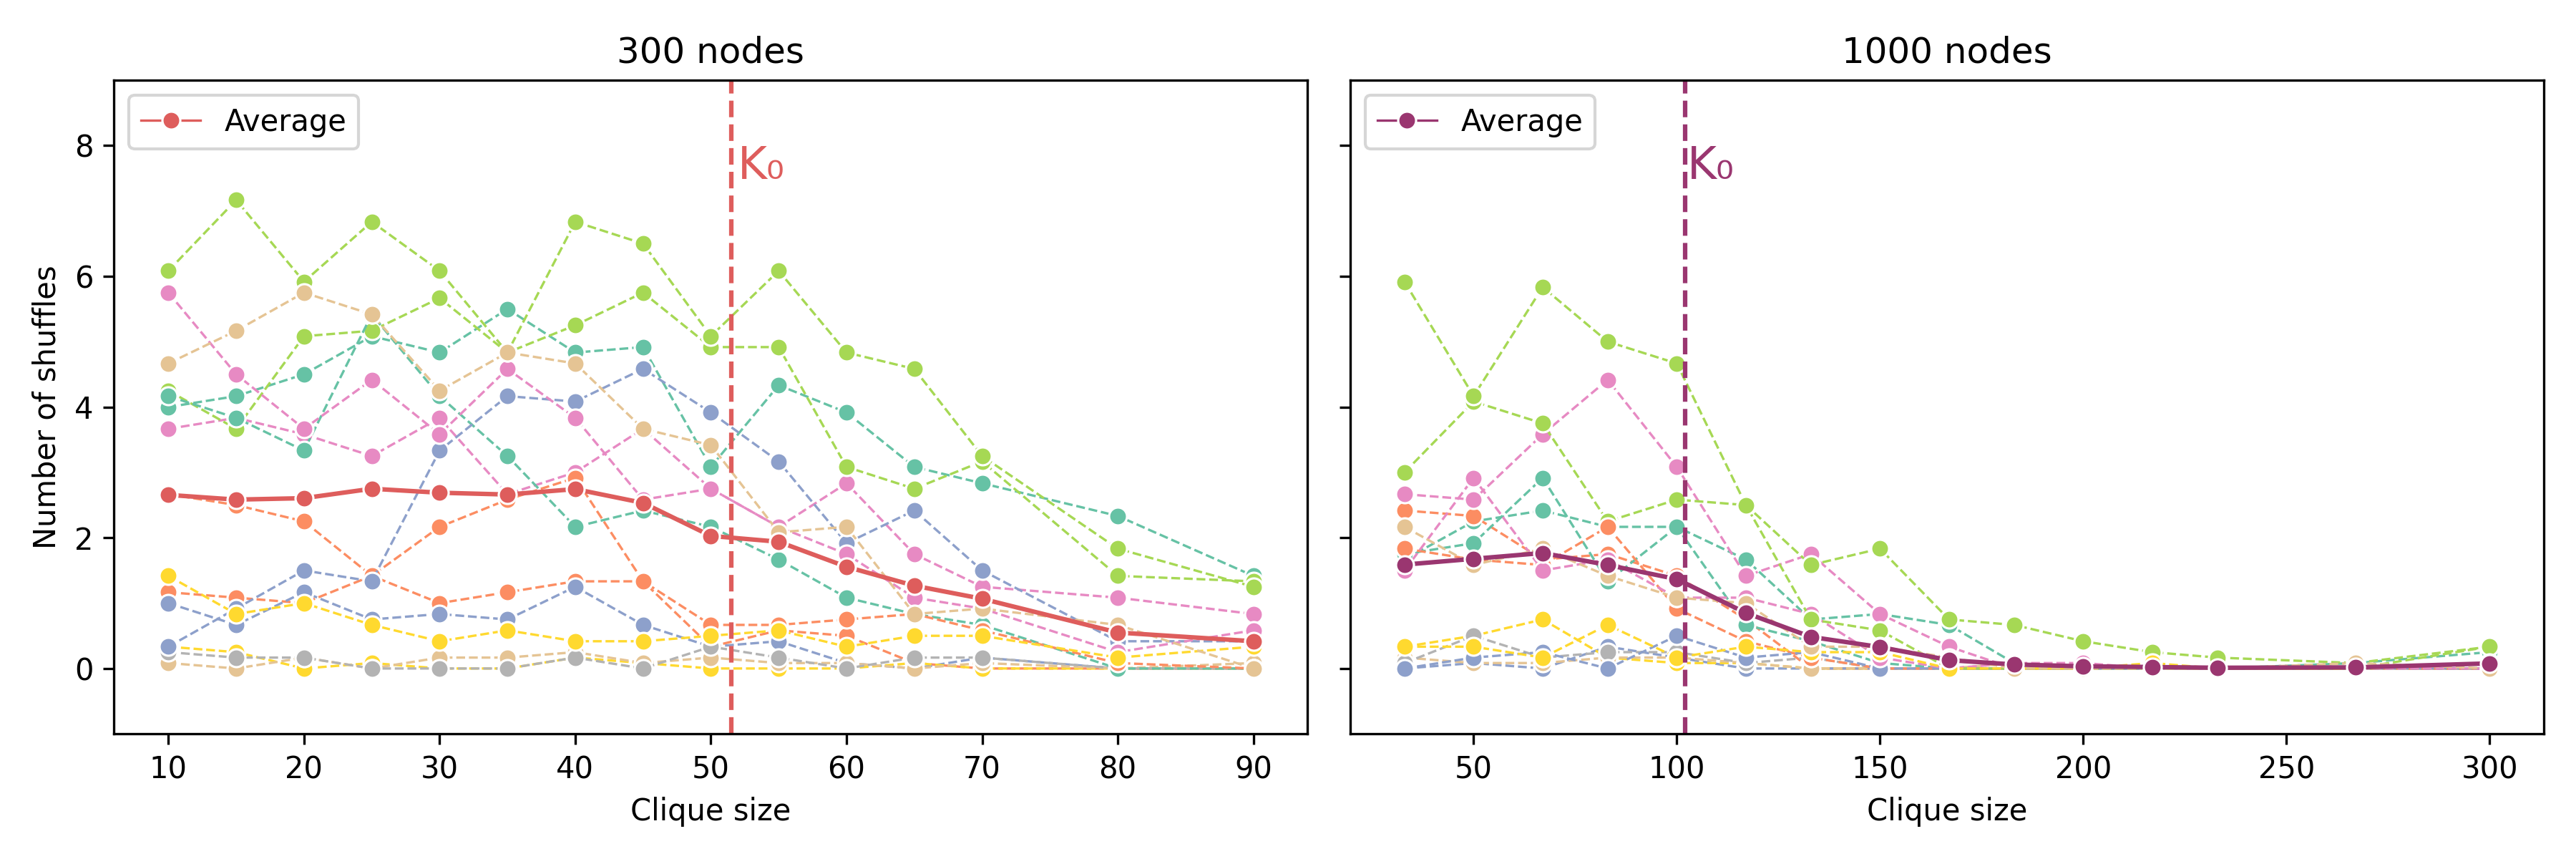 300 nodes
Average
K₀
8
6
4
2
0
Number of shuffles
10 20 30 40 50 60 70 80 90
Clique size
1000 nodes
Average
K₀
50 100 150 200 250 300
Clique size